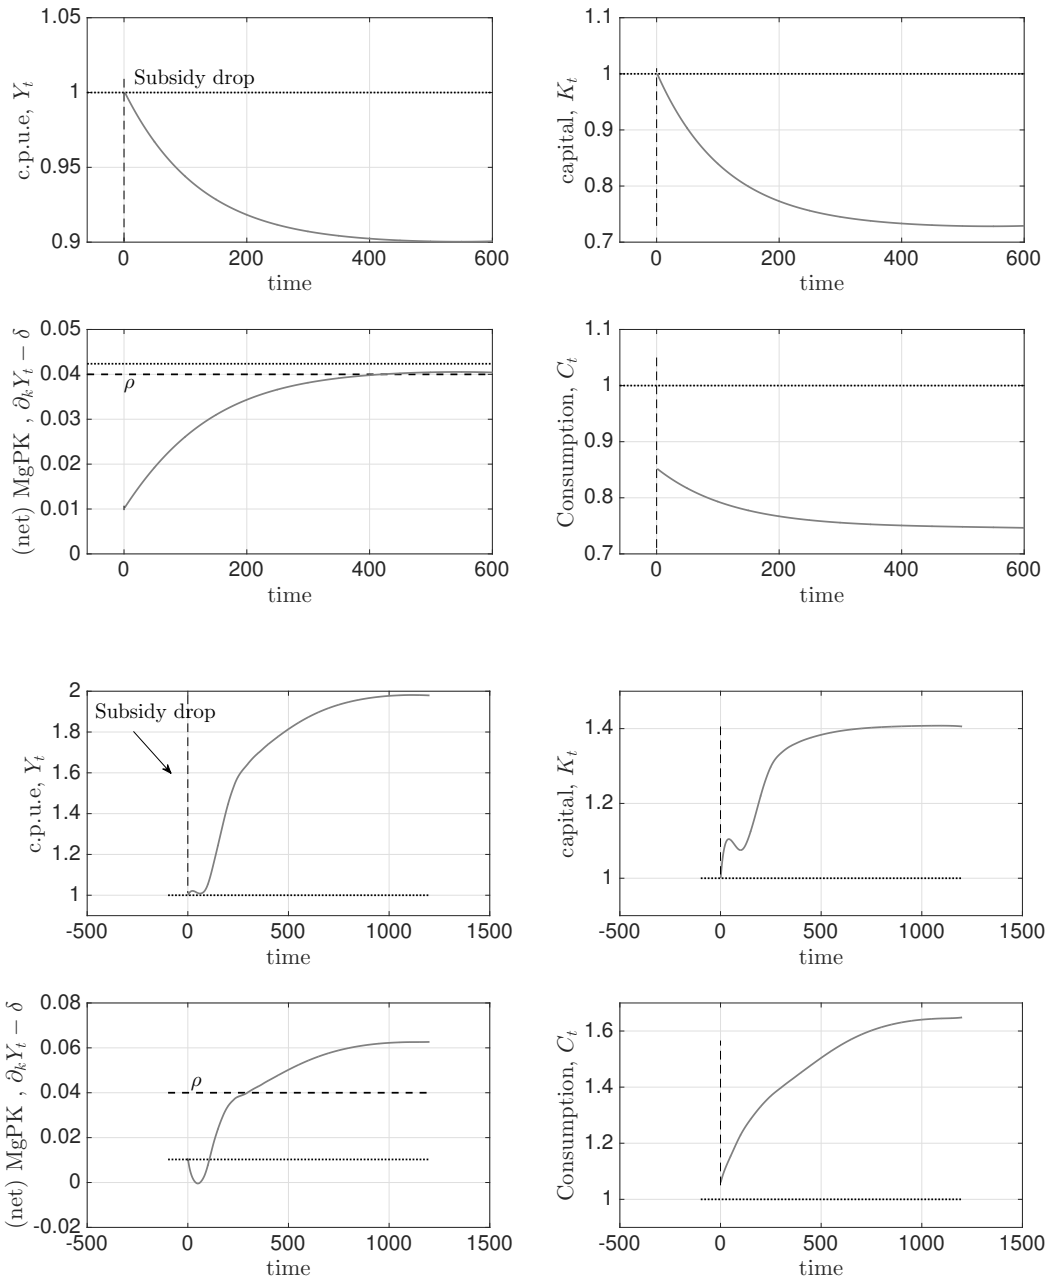 1.05
1
0.95
0.9
c.p.u.e, Y_t
Subsidy drop
0 200 400 600
time
1.1
1
0.9
0.8
0.7
capital, K_t
0 200 400 600
time
0.05
0.04
0.03
0.02
0.01
0
(net) MgPK , ∂_kY_t − δ
ρ
0 200 400 600
time
1.1
1
0.9
0.8
0.7
Consumption, C_t
0 200 400 600
time
2
1.8
1.6
1.4
1.2
1
c.p.u.e, Y_t
Subsidy drop
-500 0 500 1000 1500
time
1.4
1.2
1
capital, K_t
-500 0 500 1000 1500
time
0.08
0.06
0.04
0.02
0
-0.02
(net) MgPK , ∂_kY_t − δ
ρ
-500 0 500 1000 1500
time
1.6
1.4
1.2
1
Consumption, C_t
-500 0 500 1000 1500
time